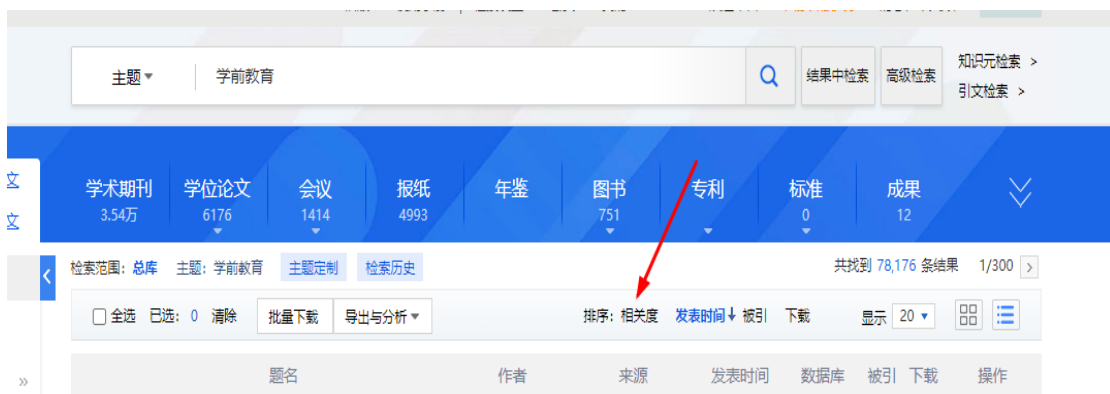 主题 学前教育 结果中检索 高级检索 知识元检索 >
引文检索 >
文 学术期刊 学位论文 会议 报纸 年鉴 图书 专利 标准 成果
3.54万 6176 1414 4993 751 0 12
文
检索范围：总库 主题：学前教育 主题定制 检索历史 共找到 78,176 条结果 1/300 >
全选 已选：0 清除 批量下载 导出与分析 排序：相关度 发表时间↓ 被引 下载 显示 20
» 题名 作者 来源 发表时间 数据库 被引 下载 操作